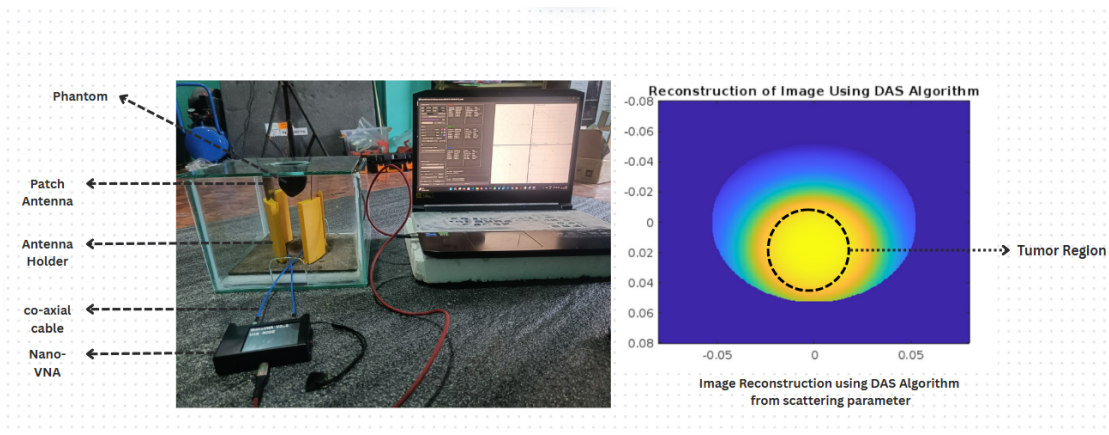 Phantom
Patch
Antenna
Antenna
Holder
co-axial
cable
Nano-
VNA
Reconstruction of Image Using DAS Algorithm
-0.08
-0.06
-0.04
-0.02
0
0.02
0.04
0.06
0.08
-0.05
0
0.05
Tumor Region
Image Reconstruction using DAS Algorithm
from scattering parameter